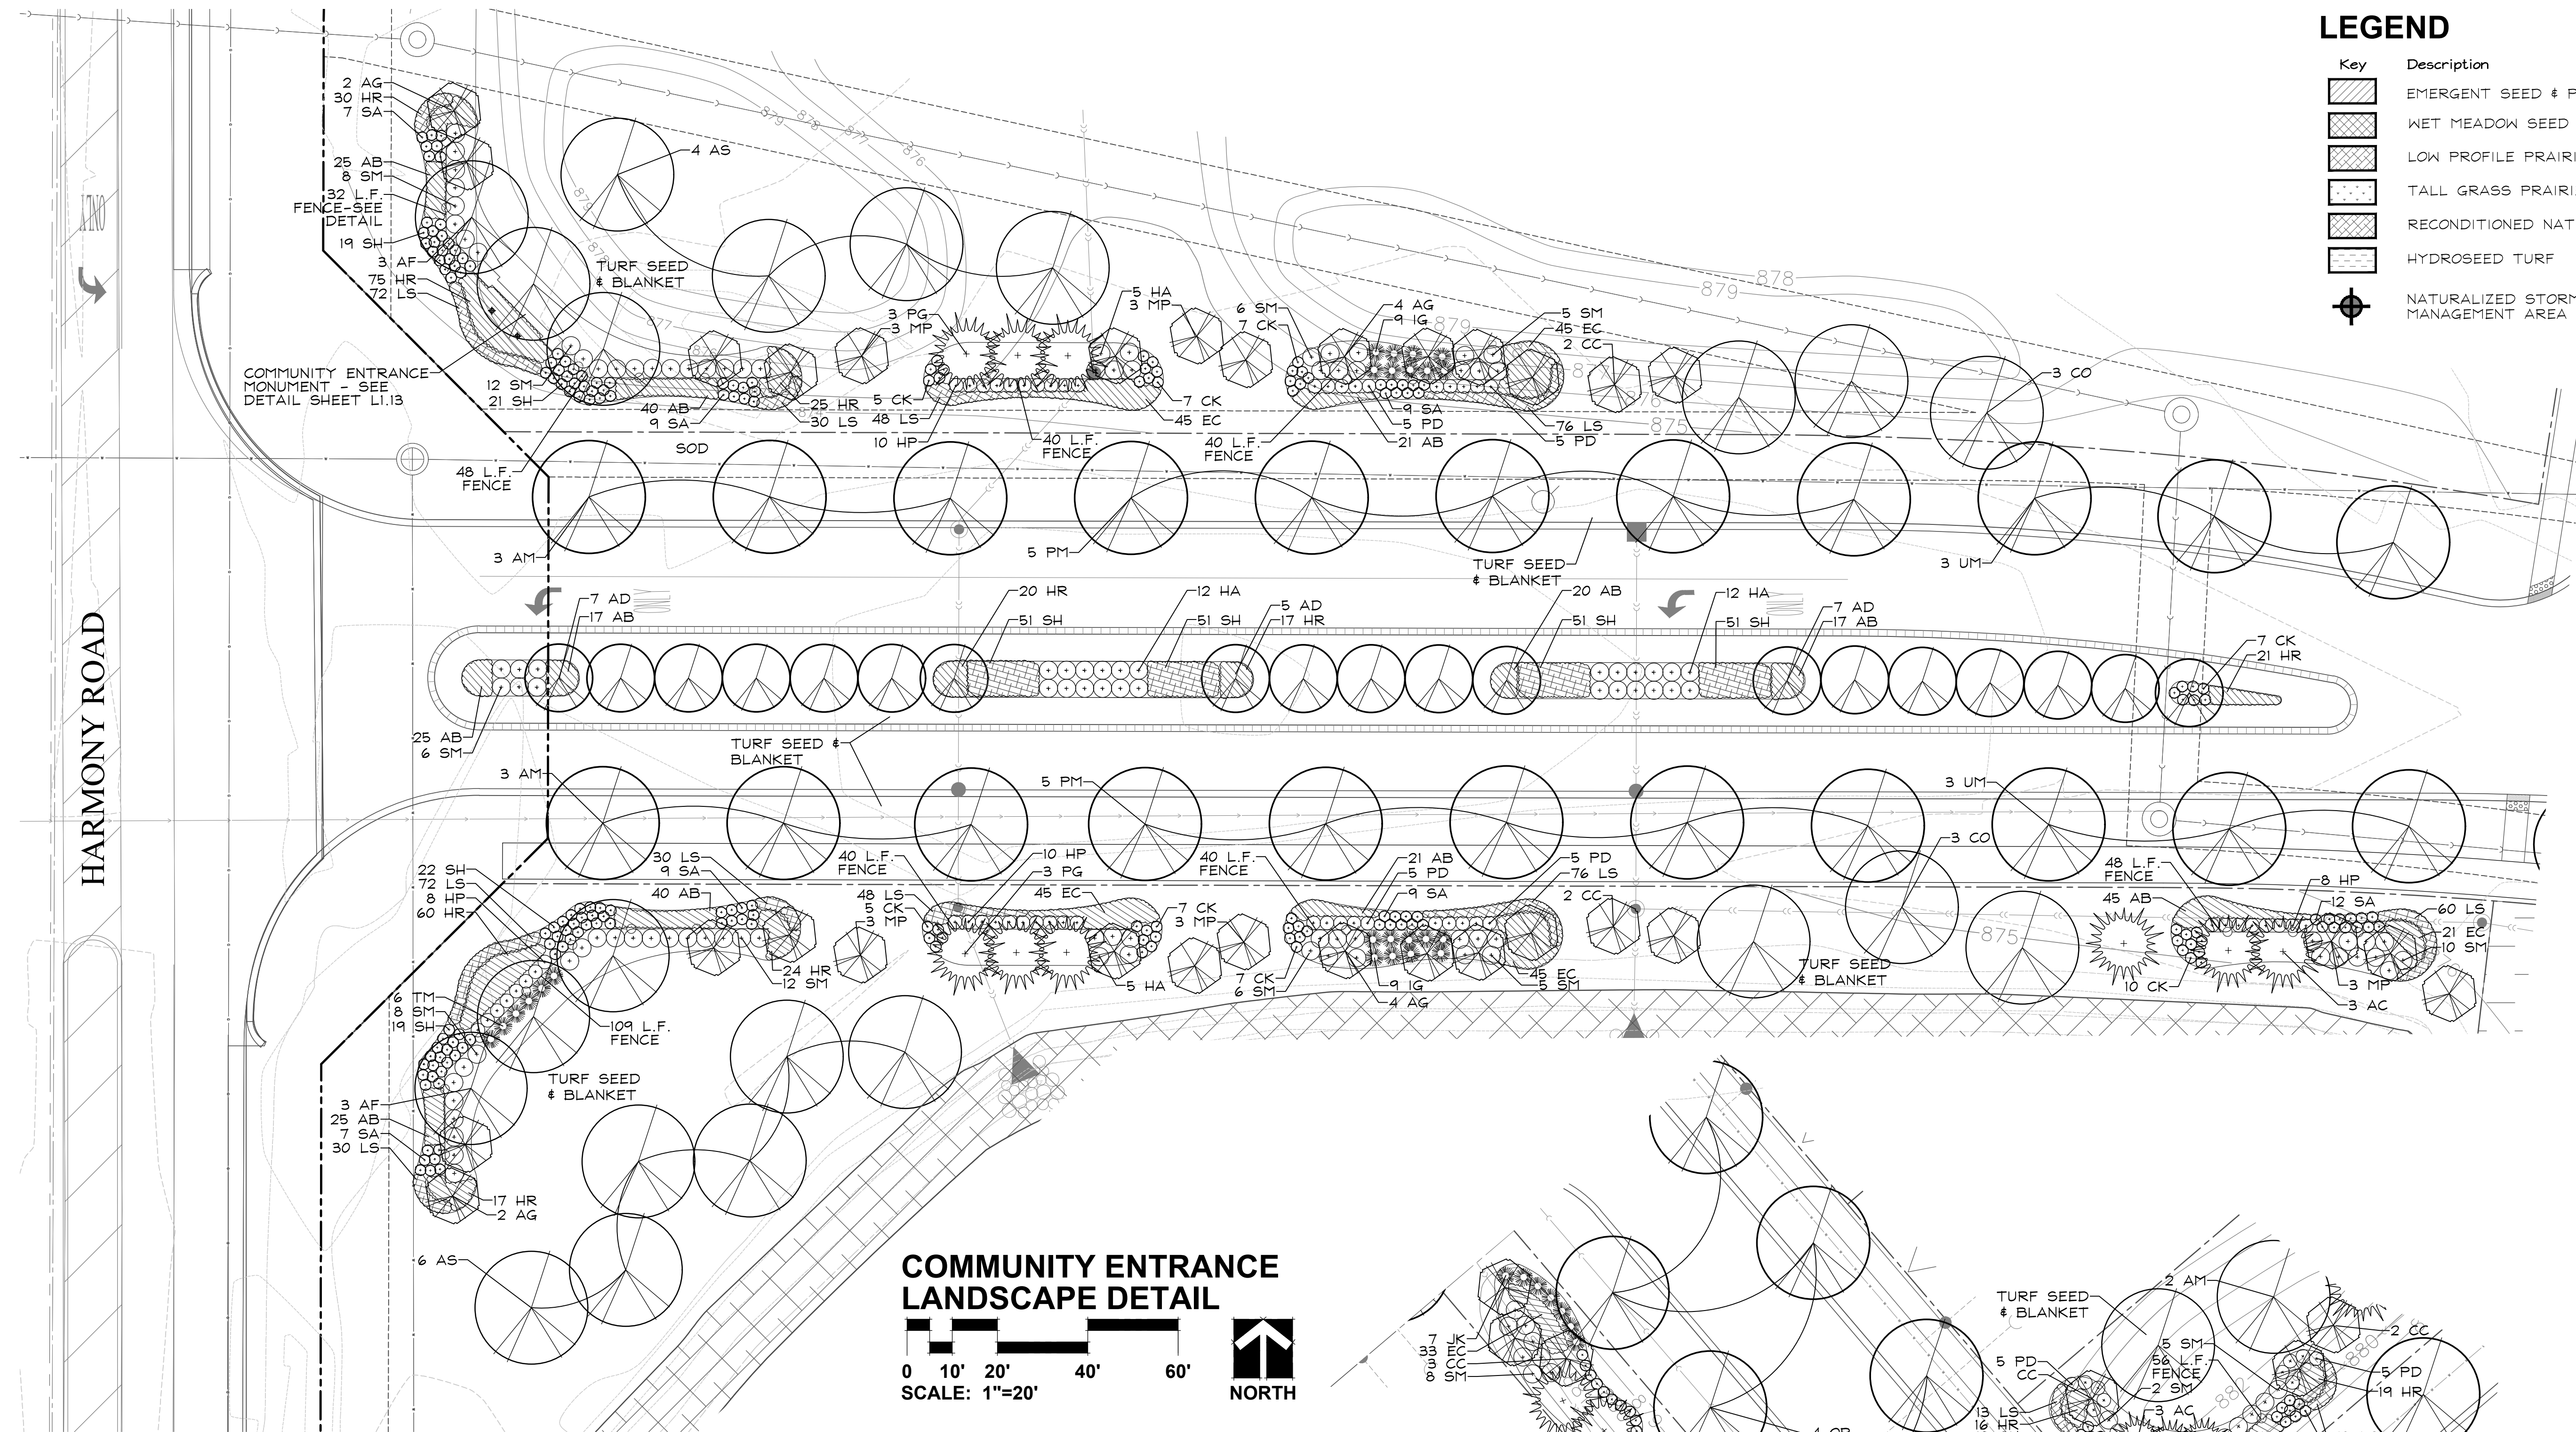 LEGEND
Key Description
EMERGENT SEED & P
WET MEADOW SEED
LOW PROFILE PRAIRI
TALL GRASS PRAIRI
RECONDITIONED NAT
HYDROSEED TURF
NATURALIZED STORM
MANAGEMENT AREA
2 AG
30 HR
7 SA
25 AB
8 SM
32 L.F.
FENCE-SEE
DETAIL
19 SH
3 AF
75 HR
72 LS
COMMUNITY ENTRANCE
MONUMENT - SEE
DETAIL SHEET L1.13
12 SM
21 SH
48 L.F.
FENCE
40 AB
9 SA
SOD
25 HR
30 LS
4 AS
TURF SEED
& BLANKET
879
878
877
876
879
877
3 PG
3 MP
5 HA
3 MP
5 CK
48 LS
10 HP
40 L.F.
FENCE
7 CK
45 EC
6 SM
7 CK
4 AG
9 IG
879
5 SM
45 EC
2 CC
40 L.F.
FENCE
9 SA
5 PD
21 AB
76 LS
5 PD
879
878
876
875
3 CO
3 AM
5 PM
TURF SEED
& BLANKET
3 UM
ONLY
HARMONY ROAD
7 AD
17 AB
20 HR
51 SH
12 HA
51 SH
5 AD
17 HR
20 AB
51 SH
12 HA
51 SH
7 AD
17 AB
7 CK
21 HR
25 AB
6 SM
TURF SEED &
BLANKET
3 AM
5 PM
3 UM
3 CO
22 SH
72 LS
8 HP
60 HR
30 LS
9 SA
40 AB
40 L.F.
FENCE
48 LS
5 CK
3 MP
10 HP
3 PG
45 EC
7 CK
3 MP
40 L.F.
FENCE
21 AB
5 PD
9 SA
5 PD
76 LS
2 CC
48 L.F.
FENCE
45 AB
8 HP
12 SA
60 LS
21 EC
10 SM
875
TURF SEED
& BLANKET
24 HR
12 SM
5 HA
7 CK
6 SM
9 IG
4 AG
45 EC
5 SM
10 CK
3 MP
3 AC
6 TM
8 SM
19 SH
109 L.F.
FENCE
TURF SEED
& BLANKET
3 AF
25 AB
7 SA
30 LS
17 HR
2 AG
6 AS
COMMUNITY ENTRANCE
LANDSCAPE DETAIL
0 10' 20' 40' 60'
SCALE: 1"=20'
NORTH
7 JK
33 EC
3 CC
8 SM
TURF SEED
& BLANKET
2 AM
2 CC
880
5 PD
CC
5 SM
56 L.F.
FENCE
2 SM
5 PD
19 HR
882
13 LS
16 HR
3 AC